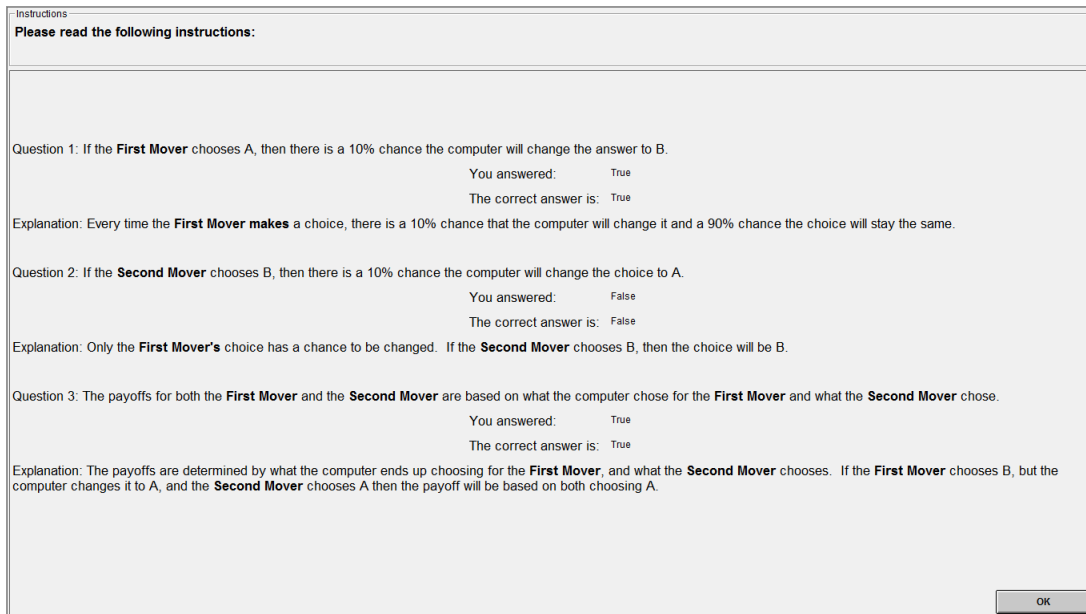 Instructions
Please read the following instructions:
Question 1: If the First Mover chooses A, then there is a 10% chance the computer will change the answer to B.
You answered: True
The correct answer is: True
Explanation: Every time the First Mover makes a choice, there is a 10% chance that the computer will change it and a 90% chance the choice will stay the same.
Question 2: If the Second Mover chooses B, then there is a 10% chance the computer will change the choice to A.
You answered: False
The correct answer is: False
Explanation: Only the First Mover's choice has a chance to be changed. If the Second Mover chooses B, then the choice will be B.
Question 3: The payoffs for both the First Mover and the Second Mover are based on what the computer chose for the First Mover and what the Second Mover chose.
You answered: True
The correct answer is: True
Explanation: The payoffs are determined by what the computer ends up choosing for the First Mover, and what the Second Mover chooses. If the First Mover chooses B, but the
computer changes it to A, and the Second Mover chooses A then the payoff will be based on both choosing A.
OK